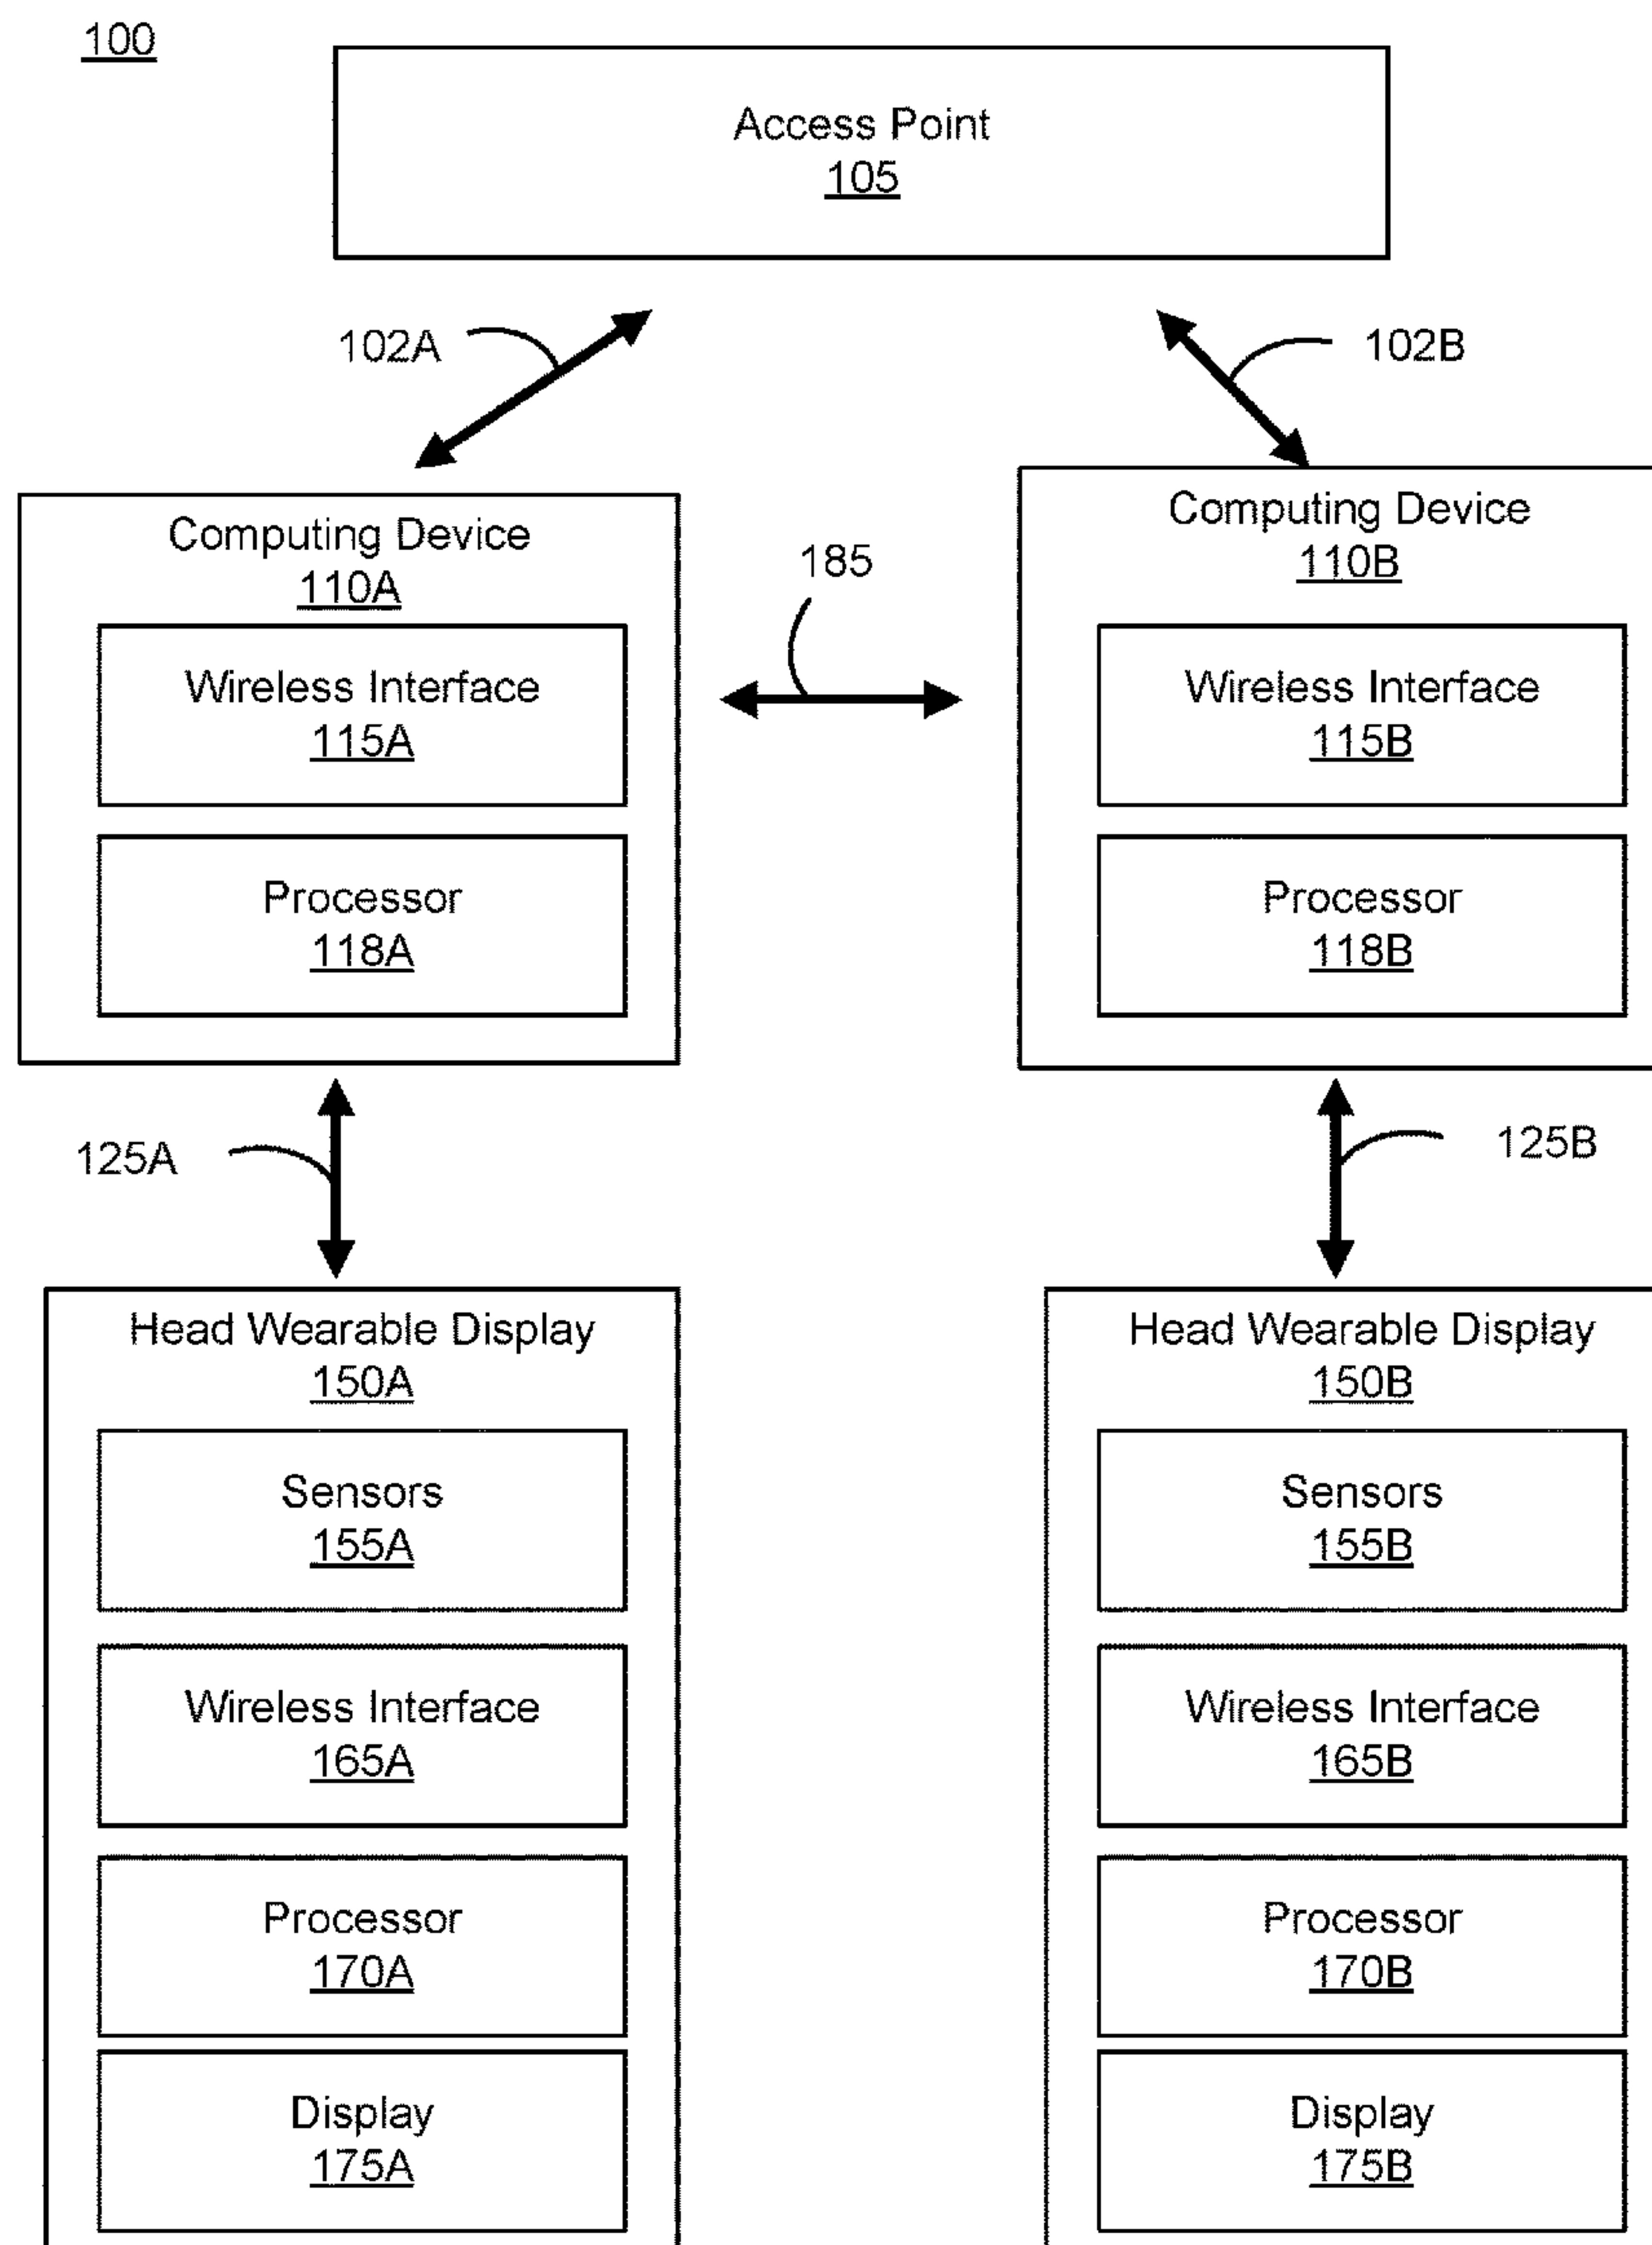 100
Access Point
105
102A
102B
Computing Device
110A
Wireless Interface
115A
Processor
118A
185
Computing Device
110B
Wireless Interface
115B
Processor
118B
125A
125B
Head Wearable Display
150A
Sensors
155A
Wireless Interface
165A
Processor
170A
Display
175A
Head Wearable Display
150B
Sensors
155B
Wireless Interface
165B
Processor
170B
Display
175B